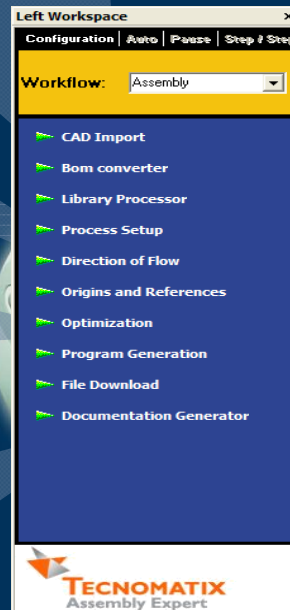 Left Workspace
Configuration | Auto | Pause | Step / Step
Workflow: Assembly
CAD Import
Bom converter
Library Processor
Process Setup
Direction of Flow
Origins and References
Optimization
Program Generation
File Download
Documentation Generator
TECNOMATIX
Assembly Expert